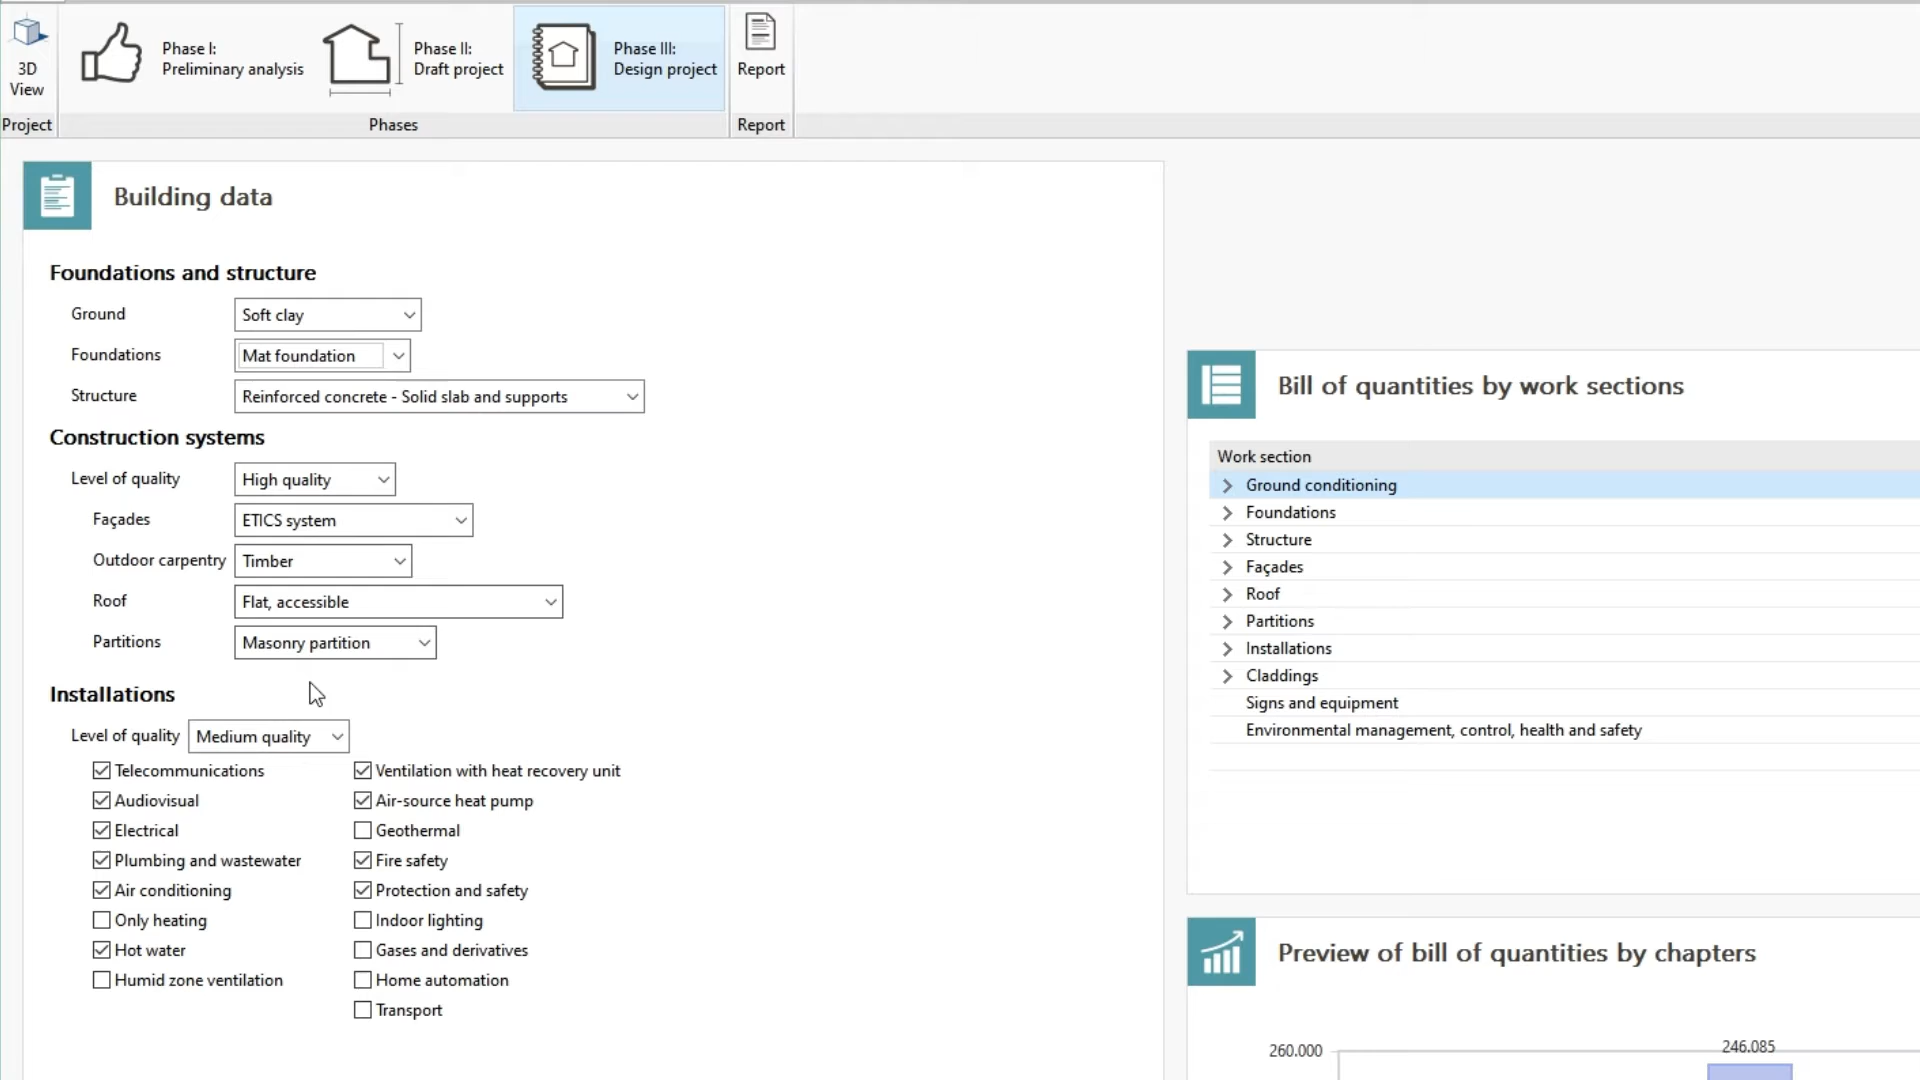 3D
View
Phase I:
Preliminary analysis
Phase II:
Draft project
Phase III:
Design project
Report
Project
Phases
Report
Building data
Foundations and structure
Ground
Soft clay
Foundations
Mat foundation
Structure
Reinforced concrete - Solid slab and supports
Construction systems
Level of quality
High quality
Façades
ETICS system
Outdoor carpentry
Timber
Roof
Flat, accessible
Partitions
Masonry partition
Installations
Level of quality
Medium quality
Telecommunications
Audiovisual
Electrical
Plumbing and wastewater
Air conditioning
Only heating
Hot water
Humid zone ventilation
Ventilation with heat recovery unit
Air-source heat pump
Geothermal
Fire safety
Protection and safety
Indoor lighting
Gases and derivatives
Home automation
Transport
Bill of quantities by work sections
Work section
Ground conditioning
Foundations
Structure
Façades
Roof
Partitions
Installations
Claddings
Signs and equipment
Environmental management, control, health and safety
Preview of bill of quantities by chapters
260.000
246.085